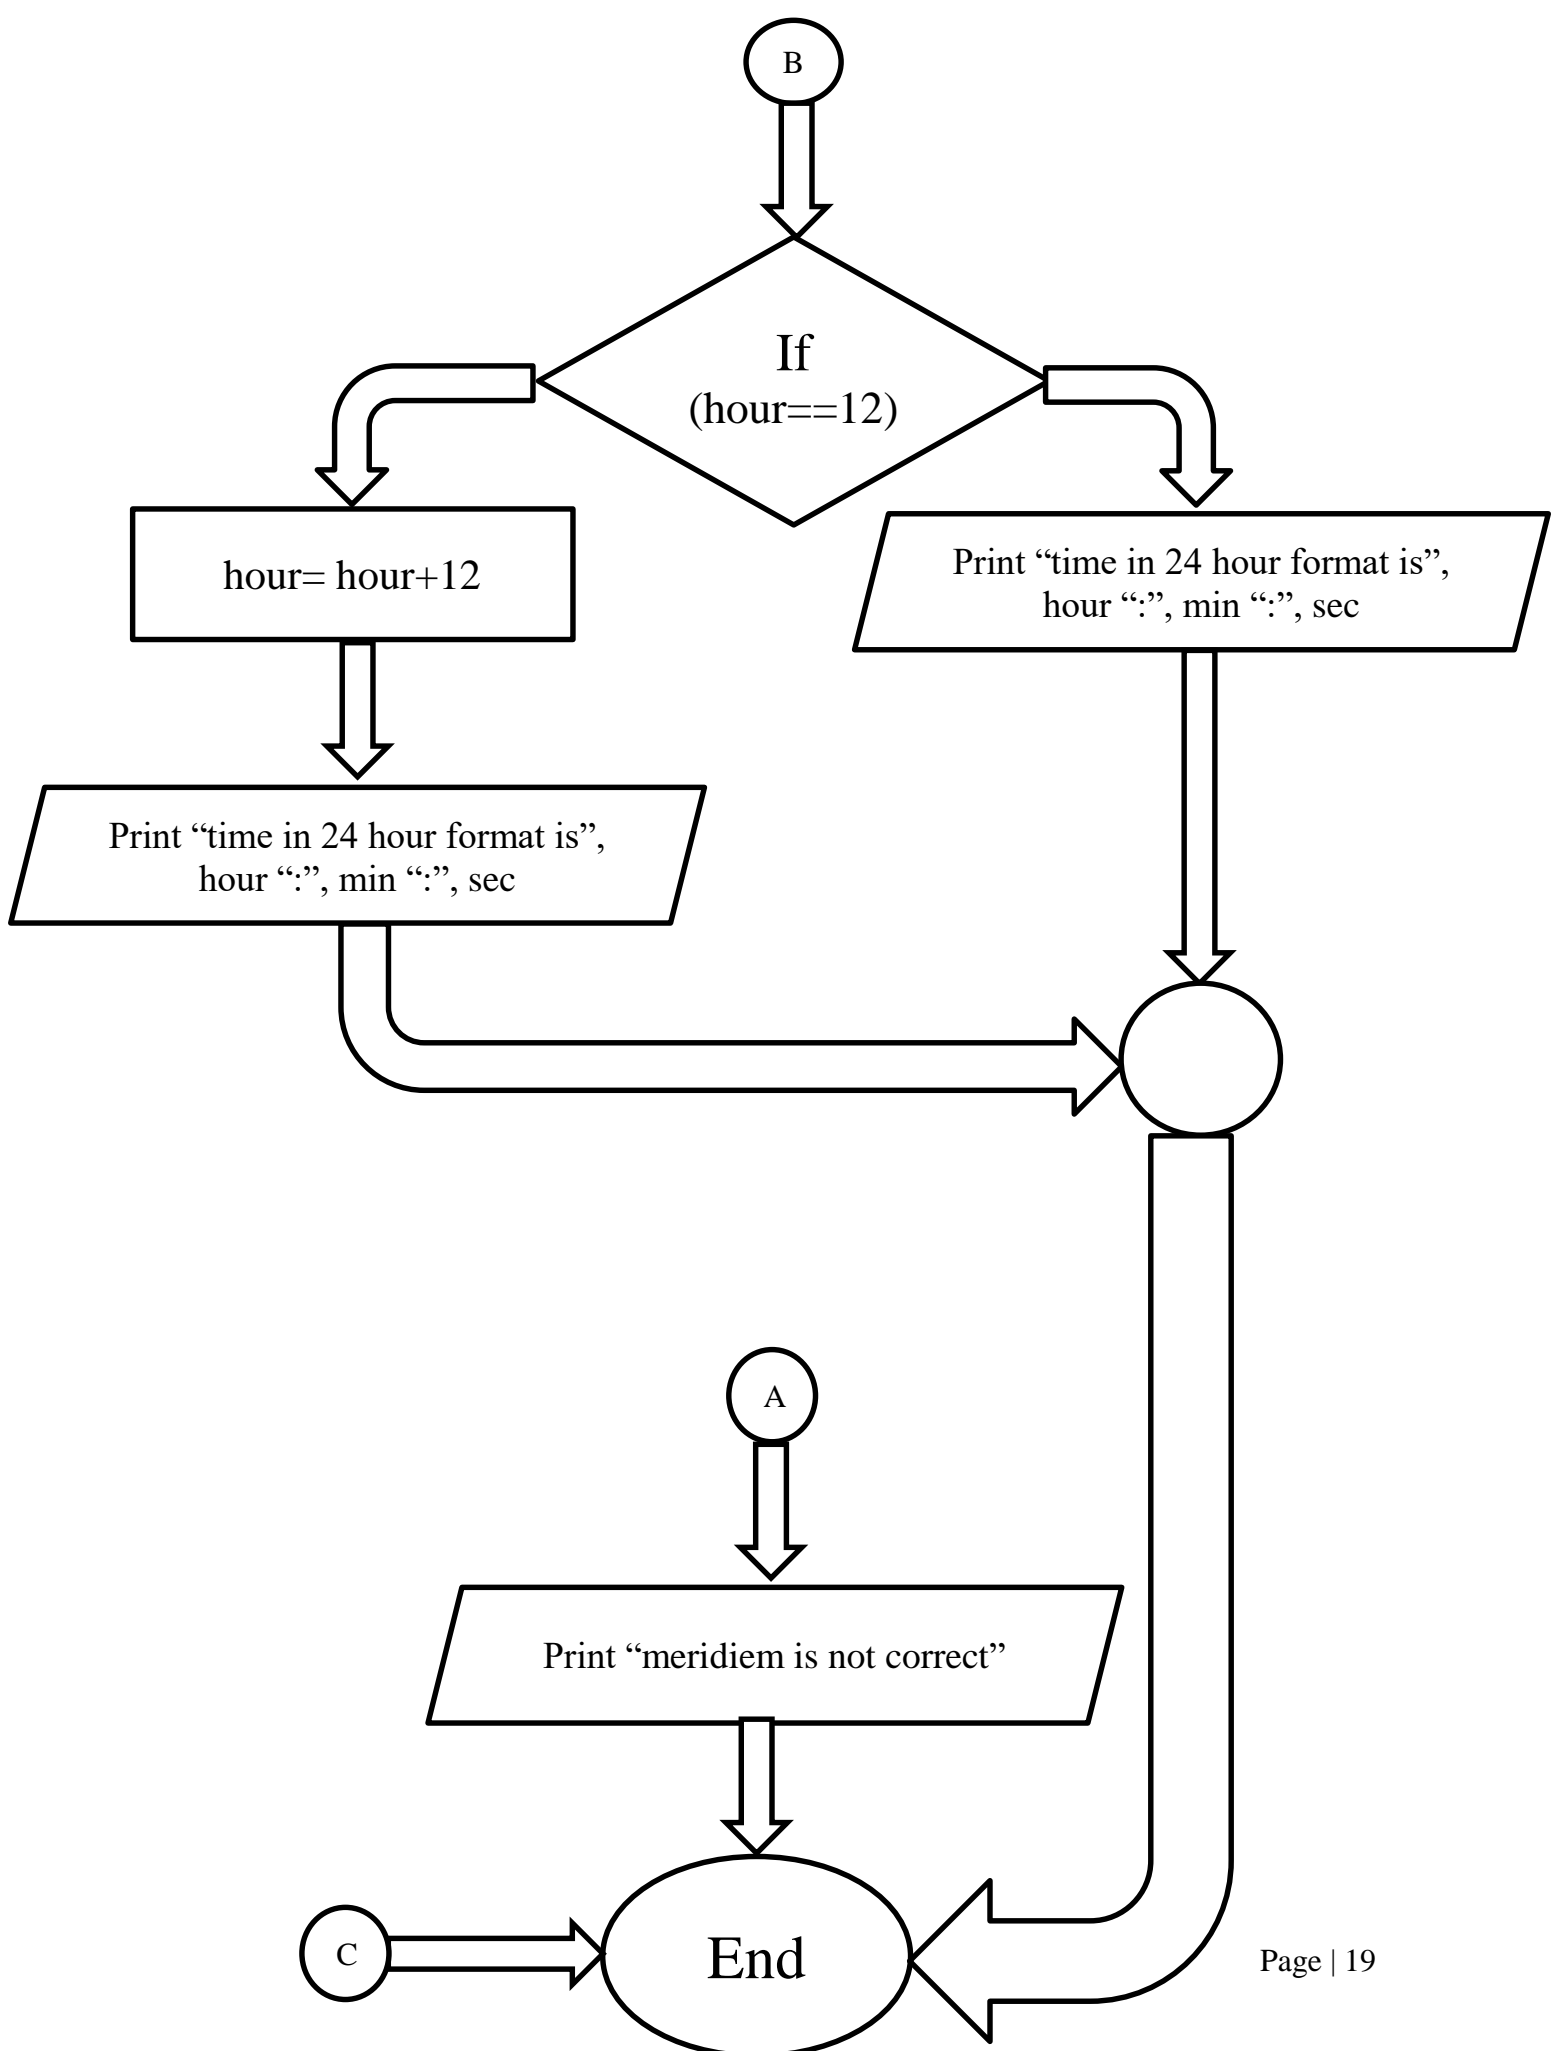 B
If
(hour==12)
hour= hour+12
Print “time in 24 hour format is”,
hour “:”, min “:”, sec
Print “time in 24 hour format is”,
hour “:”, min “:”, sec
A
Print “meridiem is not correct”
C
End
Page | 19